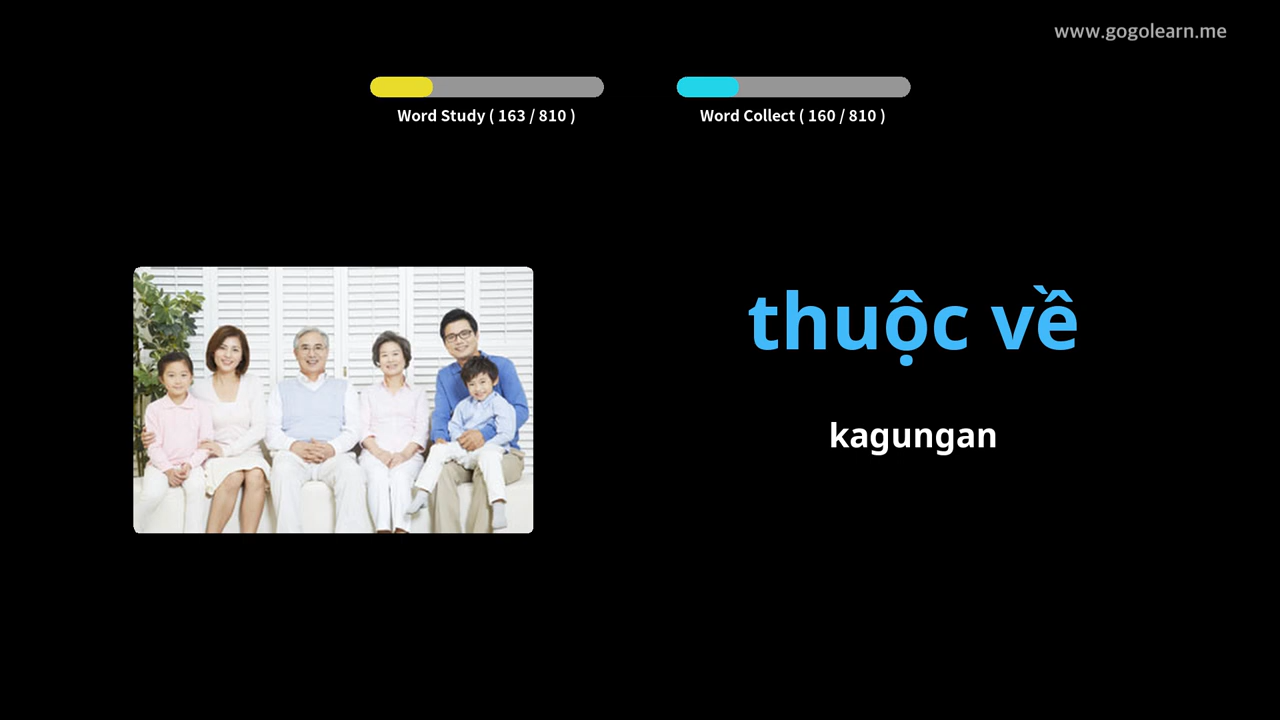 www.gogolearn.me
Word Study ( 163 / 810 )
Word Collect ( 160 / 810 )
thuộc về
kagungan